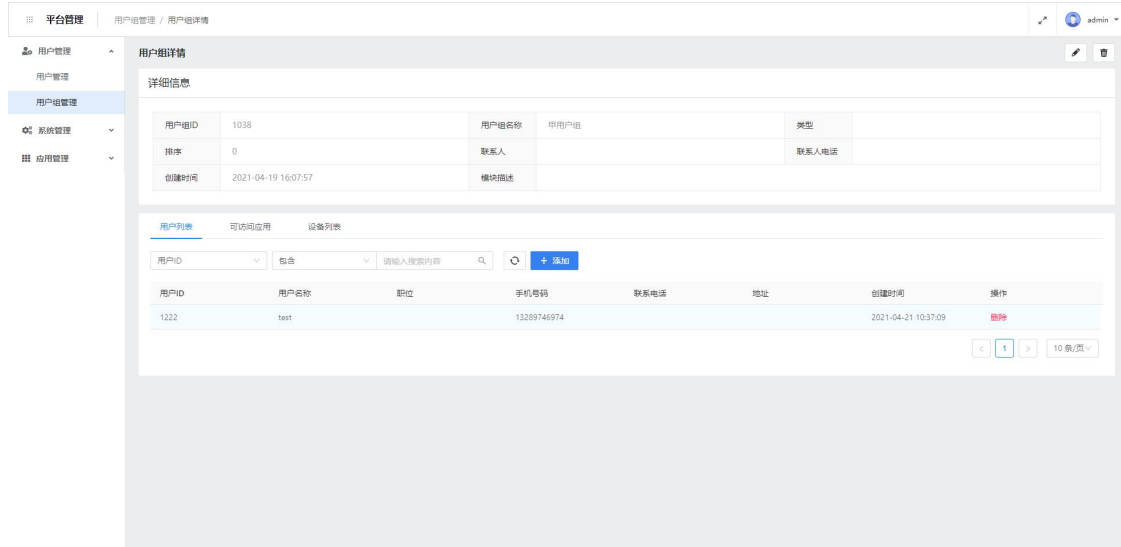 平台管理 用户组管理 / 用户组详情 admin
用户管理
用户管理
用户组管理
系统管理
应用管理
用户组详情
详细信息
用户组ID 1038 用户组名称 甲用户组 类型
排序 0 联系人 联系人电话
创建时间 2021-04-19 16:07:57 模块描述
用户列表 可访问应用 设备列表
用户ID 包含 请输入搜索内容 + 添加
用户ID 用户名称 职位 手机号码 联系电话 地址 创建时间 操作
1222 test 13289746974 2021-04-21 10:37:09 删除
< 1 > 10 条/页